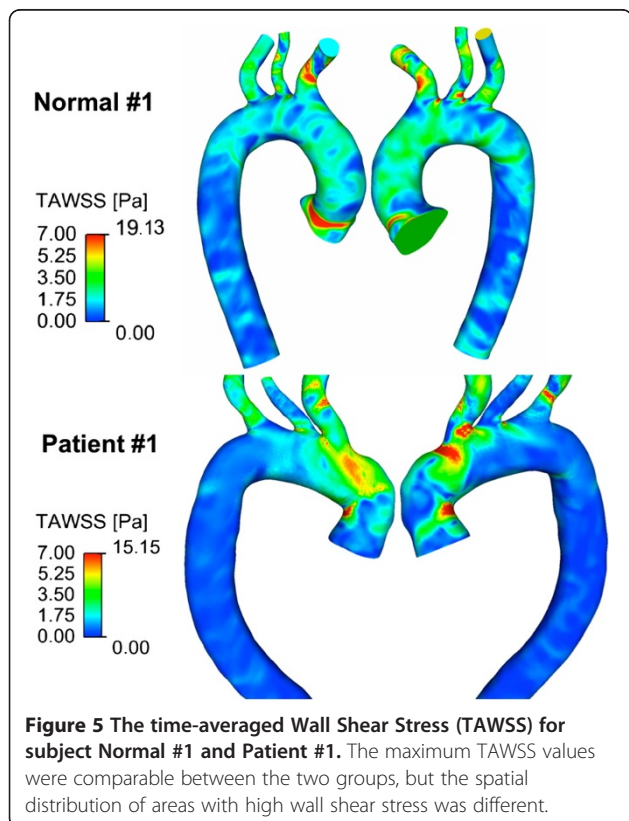 Normal #1
TAWSS [Pa]
19.13
7.00
5.25
3.50
1.75
0.00
0.00
Patient #1
TAWSS [Pa]
15.15
7.00
5.25
3.50
1.75
0.00
0.00
Figure 5 The time-averaged Wall Shear Stress (TAWSS) for
subject Normal #1 and Patient #1. The maximum TAWSS values
were comparable between the two groups, but the spatial
distribution of areas with high wall shear stress was different.